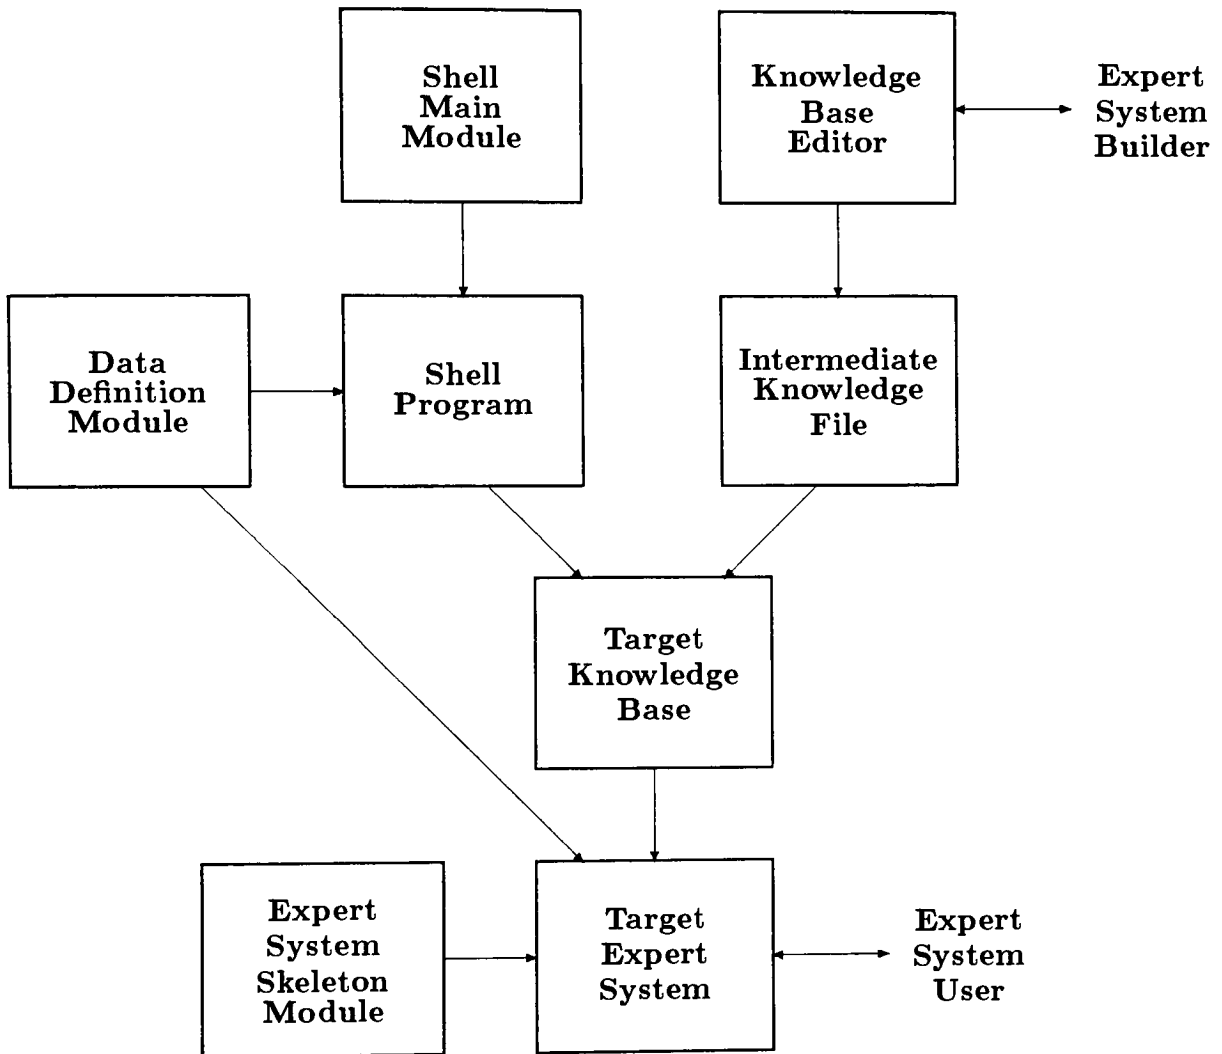 Shell
Main
Module
Knowledge
Base
Editor
Expert
System
Builder
Data
Definition
Module
Shell
Program
Intermediate
Knowledge
File
Target
Knowledge
Base
Expert
System
Skeleton
Module
Target
Expert
System
Expert
System
User